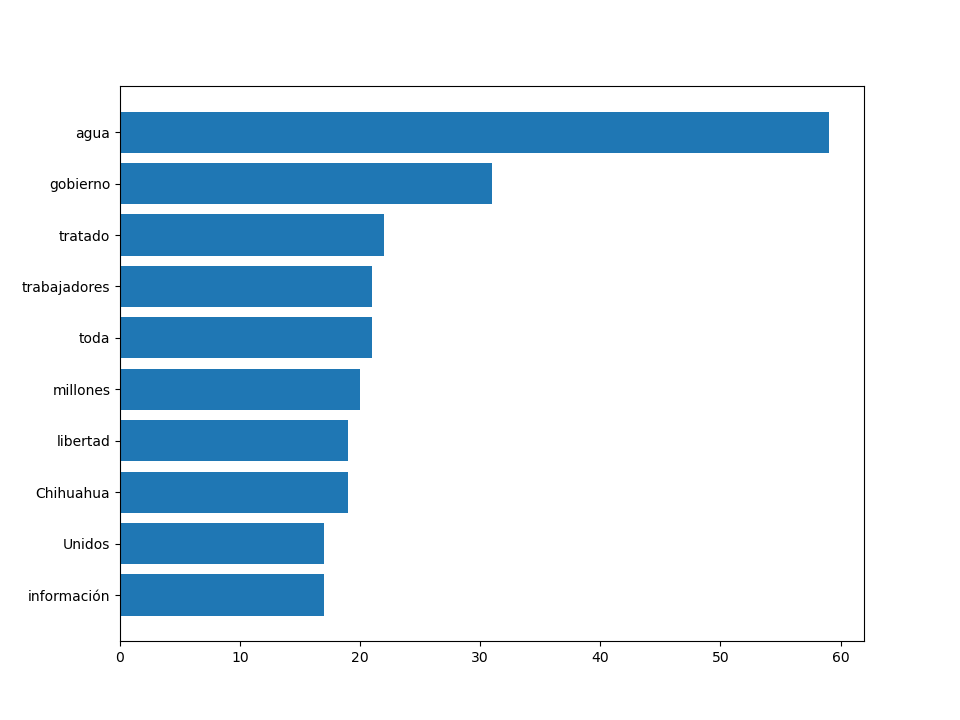 agua
gobierno
tratado
trabajadores
toda
millones
libertad
Chihuahua
Unidos
información
0 10 20 30 40 50 60